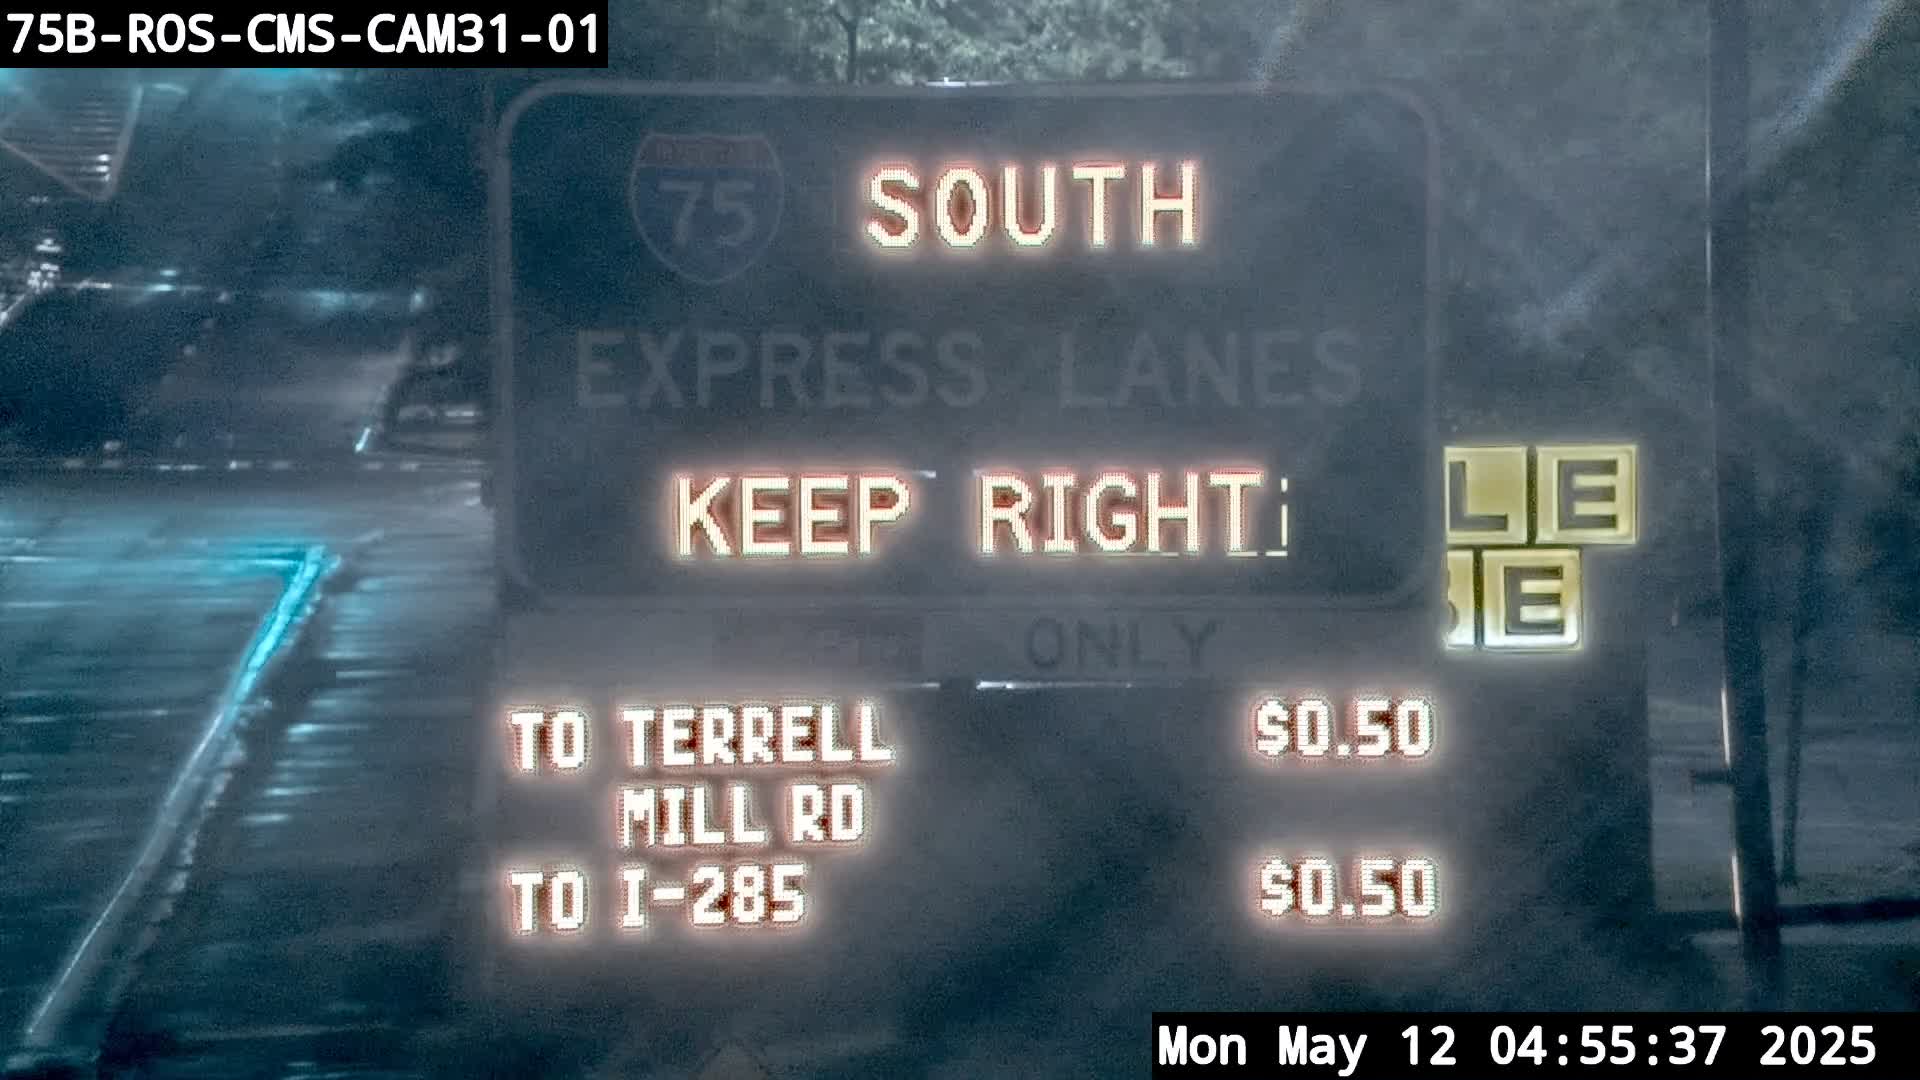 75B-ROS-CMS-CAM31-01
75 SOUTH
EXPRESS LANES
KEEP RIGHT
LE
E
ONLY
TO TERRELL $0.50
MILL RD
TO I-285 $0.50
Mon May 12 04:55:37 2025